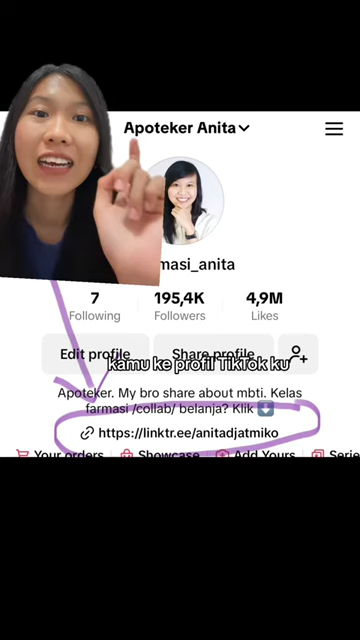 Apoteker Anita
masi_anita
7
195,4K
4,9M
Following
Followers
Likes
Edit profile
Share profile
kamu ke profil TikTok ku
Apoteker. My bro share about mbti. Kelas
farmasi /collab/ belanja? Klik ⬇️
https://linktr.ee/anitadjatmiko
Your orders
Showcase
Add Yours
Serie